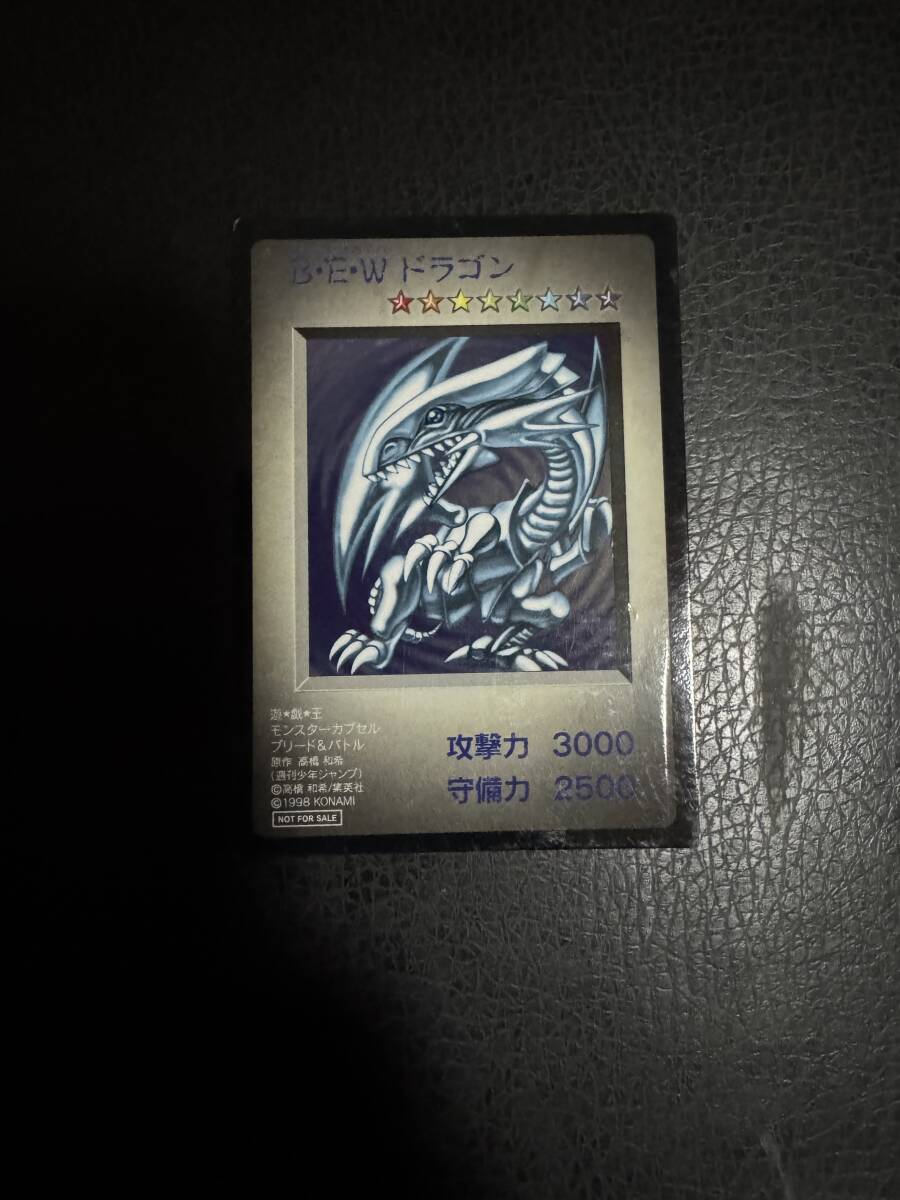 B・E・W ドラゴン
遊★戯★王
モンスターカプセル
ブリード&バトル
原作 高橋 和希
(週刊少年ジャンプ)
©高橋 和希/集英社
©1998 KONAMI
NOT FOR SALE
攻撃力 3000
守備力 2500